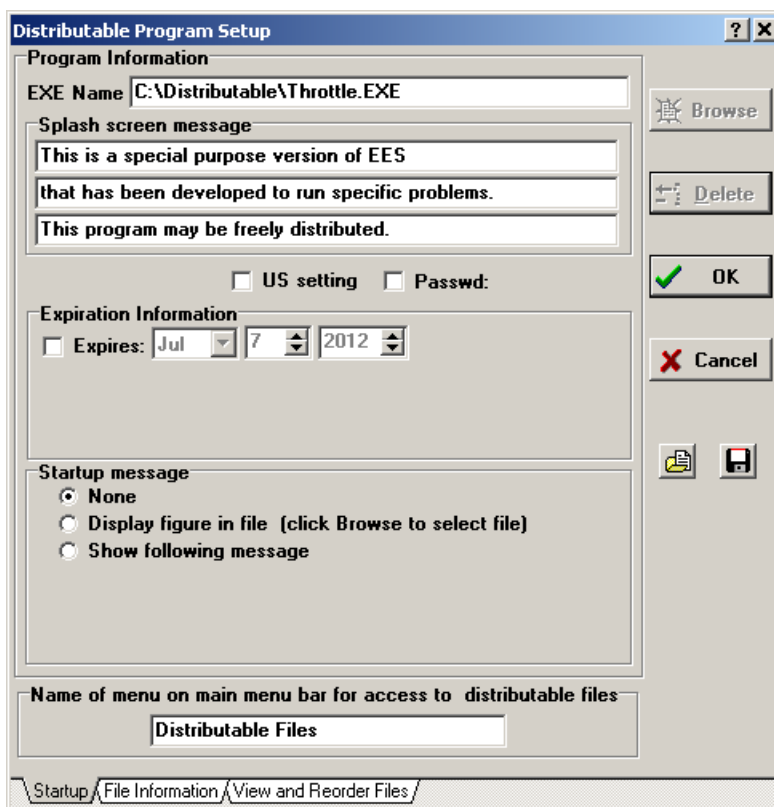 Distributable Program Setup
?
Program Information
EXE Name C:\Distributable\Throttle.EXE
Browse
Splash screen message
This is a special purpose version of EES
that has been developed to run specific problems.
This program may be freely distributed.
Delete
US setting Passwd:
OK
Expiration Information
Expires: Jul 7 2012
Cancel
Startup message
None
Display figure in file (click Browse to select file)
Show following message
Name of menu on main menu bar for access to distributable files
Distributable Files
Startup File Information View and Reorder Files